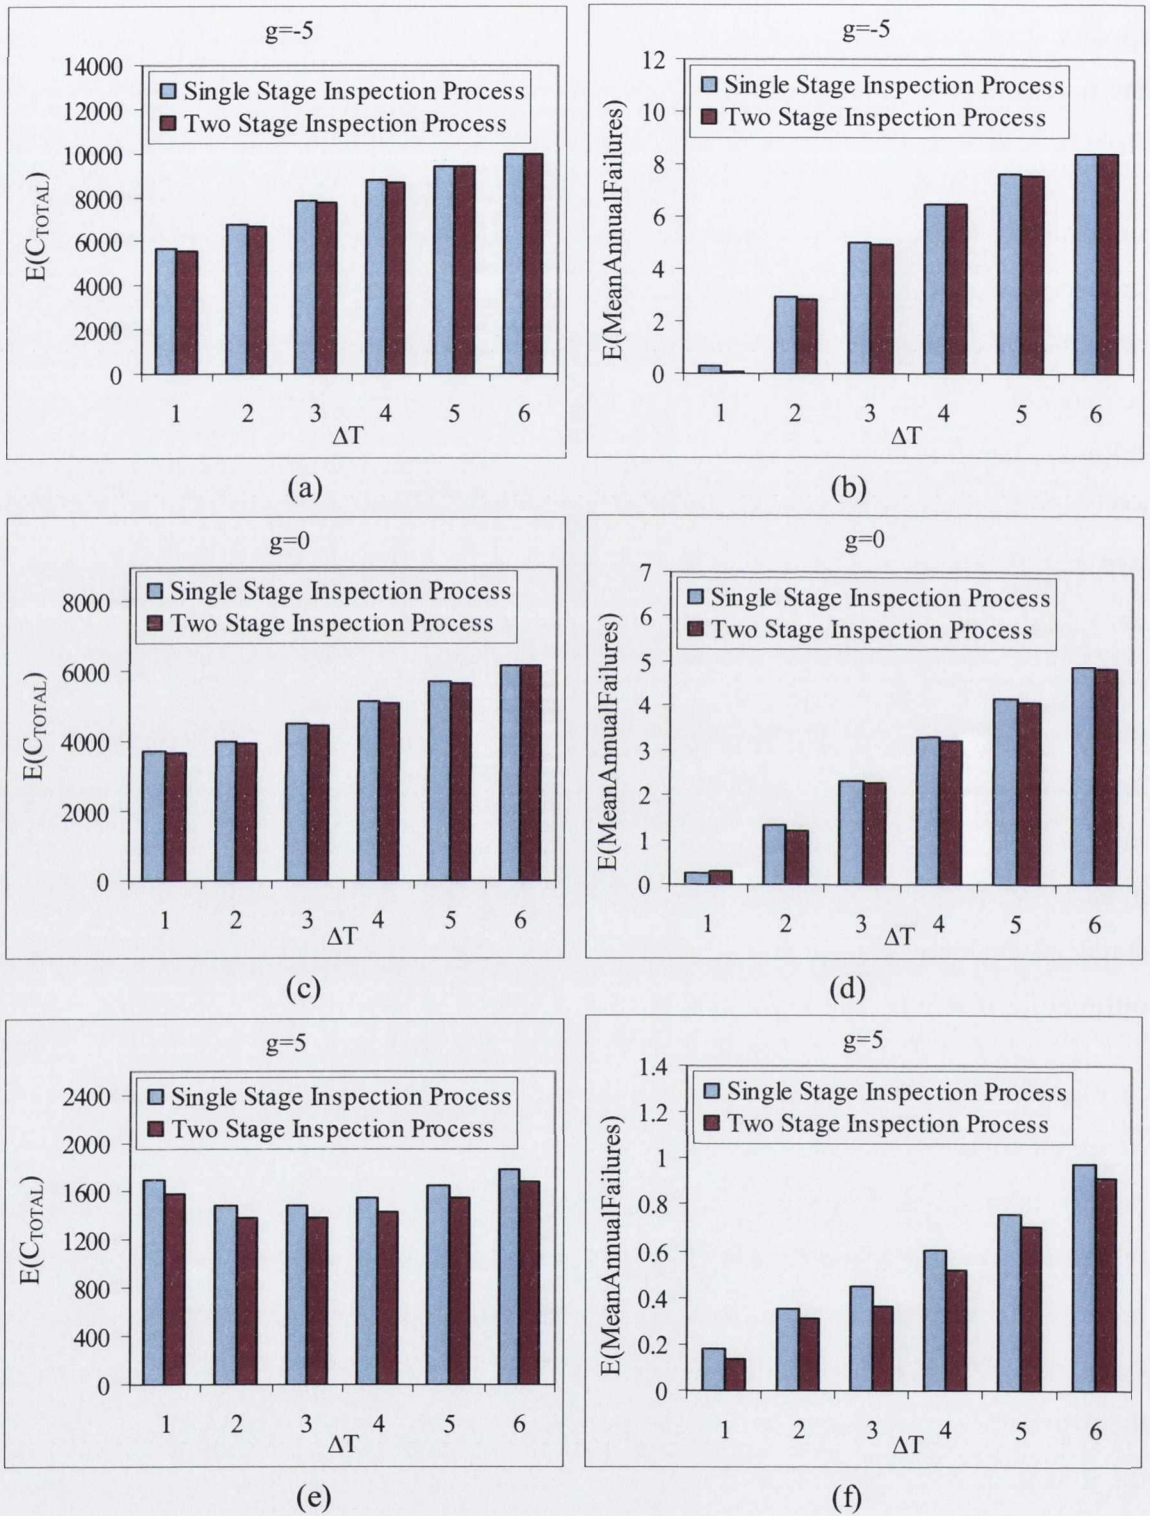 g=-5
14000
12000
10000
8000
6000
4000
2000
0
E(C_TOTAL)
Single Stage Inspection Process
Two Stage Inspection Process
1 2 3 4 5 6
ΔT
(a)
g=-5
12
10
8
6
4
2
0
E(MeanAnnualFailures)
Single Stage Inspection Process
Two Stage Inspection Process
1 2 3 4 5 6
ΔT
(b)
g=0
8000
6000
4000
2000
0
E(C_TOTAL)
Single Stage Inspection Process
Two Stage Inspection Process
1 2 3 4 5 6
ΔT
(c)
g=0
7
6
5
4
3
2
1
0
E(MeanAnnualFailures)
Single Stage Inspection Process
Two Stage Inspection Process
1 2 3 4 5 6
ΔT
(d)
g=5
2400
2000
1600
1200
800
400
0
E(C_TOTAL)
Single Stage Inspection Process
Two Stage Inspection Process
1 2 3 4 5 6
ΔT
(e)
g=5
1.4
1.2
1
0.8
0.6
0.4
0.2
0
E(MeanAnnualFailures)
Single Stage Inspection Process
Two Stage Inspection Process
1 2 3 4 5 6
ΔT
(f)